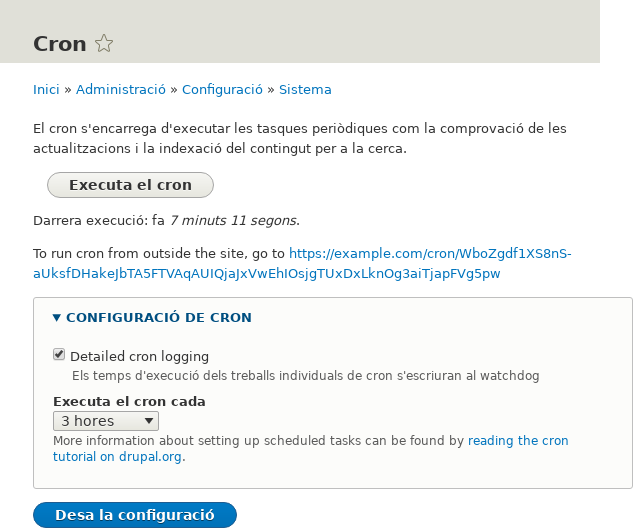 Cron
Inici » Administració » Configuració » Sistema
El cron s'encarrega d'executar les tasques periòdiques com la comprovació de les
actualitzacions i la indexació del contingut per a la cerca.
Executa el cron
Darrera execució: fa 7 minuts 11 segons.
To run cron from outside the site, go to https://example.com/cron/WboZgdf1XS8nS-
aUksfDHakeJbTA5FTVAqAUIQjaJxVwEhIOsjgTUxDxLknOg3aiTjapFVg5pw
CONFIGURACIÓ DE CRON
Detailed cron logging
Els temps d'execució dels treballs individuals de cron s'escriuran al watchdog
Executa el cron cada
3 hores
More information about setting up scheduled tasks can be found by reading the cron
tutorial on drupal.org.
Desa la configuració